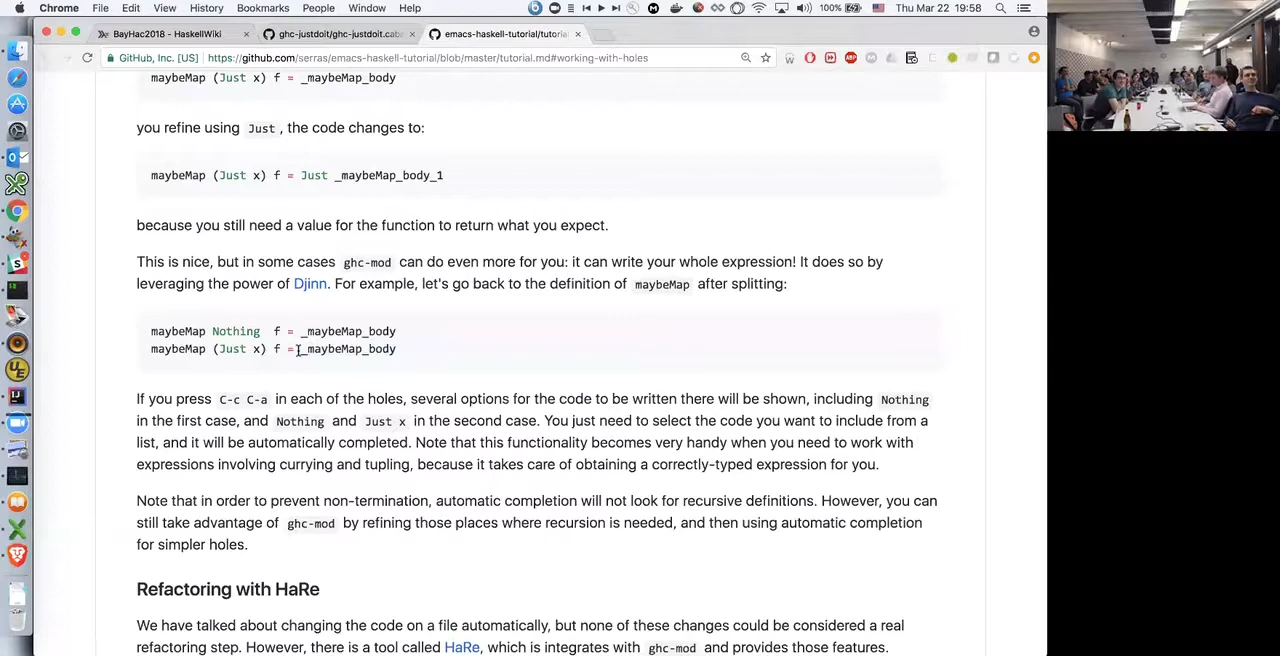 Chrome File Edit View History Bookmarks People Window Help 100% Thu Mar 22 19:58
BayHac2018 - HaskellWiki ghc-justdoit/ghc-justdoit.cab emacs-haskell-tutorial/tutorial
GitHub, Inc. [US] https://github.com/serras/emacs-haskell-tutorial/blob/master/tutorial.md#working-with-holes
maybeMap (Just x) f = _maybeMap_body
you refine using Just , the code changes to:
maybeMap (Just x) f = Just _maybeMap_body_1
because you still need a value for the function to return what you expect.
This is nice, but in some cases ghc-mod can do even more for you: it can write your whole expression! It does so by
leveraging the power of Djinn. For example, let's go back to the definition of maybeMap after splitting:
maybeMap Nothing f = _maybeMap_body
maybeMap (Just x) f = _maybeMap_body
If you press C-c C-a in each of the holes, several options for the code to be written there will be shown, including Nothing
in the first case, and Nothing and Just x in the second case. You just need to select the code you want to include from a
list, and it will be automatically completed. Note that this functionality becomes very handy when you need to work with
expressions involving currying and tupling, because it takes care of obtaining a correctly-typed expression for you.
Note that in order to prevent non-termination, automatic completion will not look for recursive definitions. However, you can
still take advantage of ghc-mod by refining those places where recursion is needed, and then using automatic completion
for simpler holes.
Refactoring with HaRe
We have talked about changing the code on a file automatically, but none of these changes could be considered a real
refactoring step. However, there is a tool called HaRe, which is integrates with ghc-mod and provides those features.